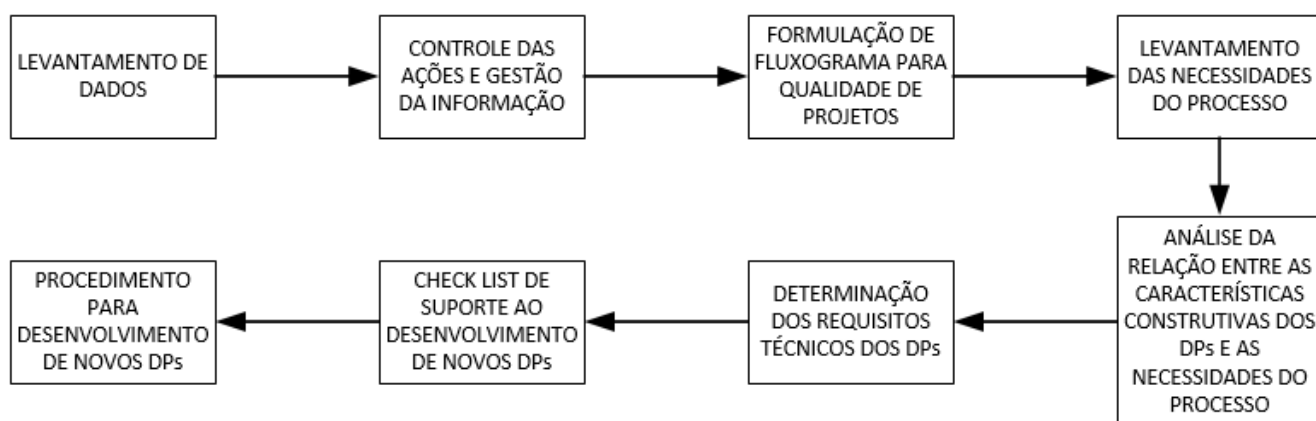 LEVANTAMENTO DE
DADOS
CONTROLE DAS
AÇÕES E GESTÃO
DA INFORMAÇÃO
FORMULAÇÃO DE
FLUXOGRAMA PARA
QUALIDADE DE
PROJETOS
LEVANTAMENTO
DAS NECESSIDADES
DO PROCESSO
ANÁLISE DA
RELAÇÃO ENTRE AS
CARACTERÍSTICAS
CONSTRUTIVAS DOS
DPs E AS
NECESSIDADES DO
PROCESSO
DETERMINAÇÃO
DOS REQUISITOS
TÉCNICOS DOS DPs
CHECK LIST DE
SUPORTE AO
DESENVOLVIMENTO
DE NOVOS DPs
PROCEDIMENTO
PARA
DESENVOLVIMENTO
DE NOVOS DPs